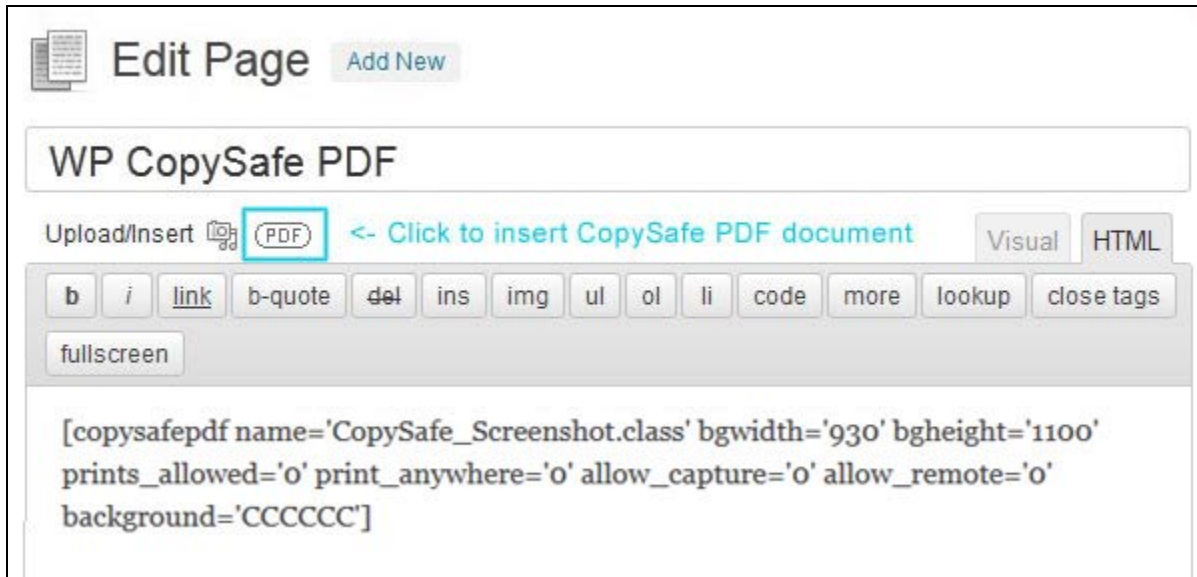 Edit Page Add New
WP CopySafe PDF
Upload/Insert PDF <- Click to insert CopySafe PDF document Visual HTML
b i link b-quote del ins img ul ol li code more lookup close tags
fullscreen
[copysafepdf name='CopySafe_Screenshot.class' bgwidth='930' bgheight='1100'
prints_allowed='0' print_anywhere='0' allow_capture='0' allow_remote='0'
background='CCCCCC']